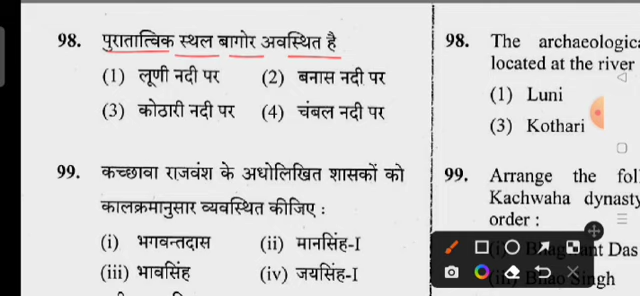 98. पुरातात्विक स्थल बागोर अवस्थित है
(1) लूणी नदी पर (2) बनास नदी पर
(3) कोठारी नदी पर (4) चंबल नदी पर
99. कच्छावा राजवंश के अधोलिखित शासकों को
कालक्रमानुसार व्यवस्थित कीजिए :
(i) भगवन्तदास (ii) मानसिंह-I
(iii) भावसिंह (iv) जयसिंह-I
98. The
located at the river
(1) Luni
(3) Kothari
99. Arrange the
Kachwaha dynasty
order :
Das
Singh